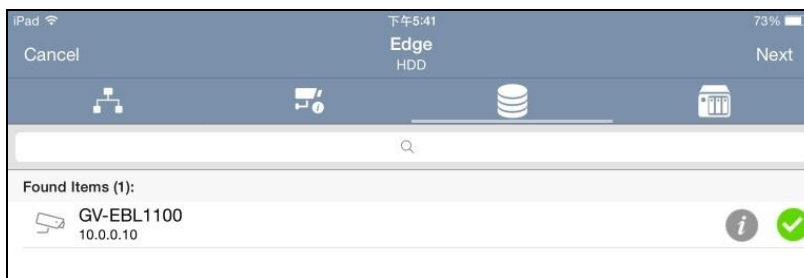 iPad 下午5:41 73%
Cancel Edge Next
HDD
Found Items (1):
GV-EBL1100
10.0.0.10